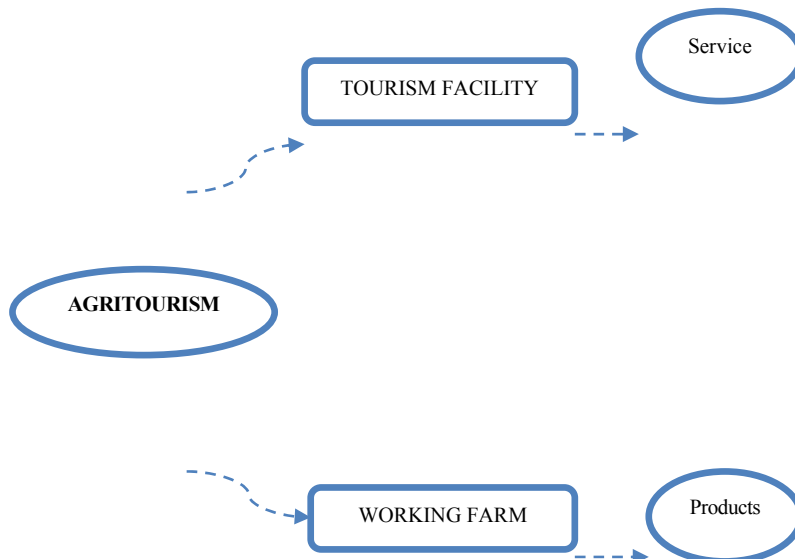 Service
TOURISM FACILITY
AGRITOURISM
WORKING FARM
Products